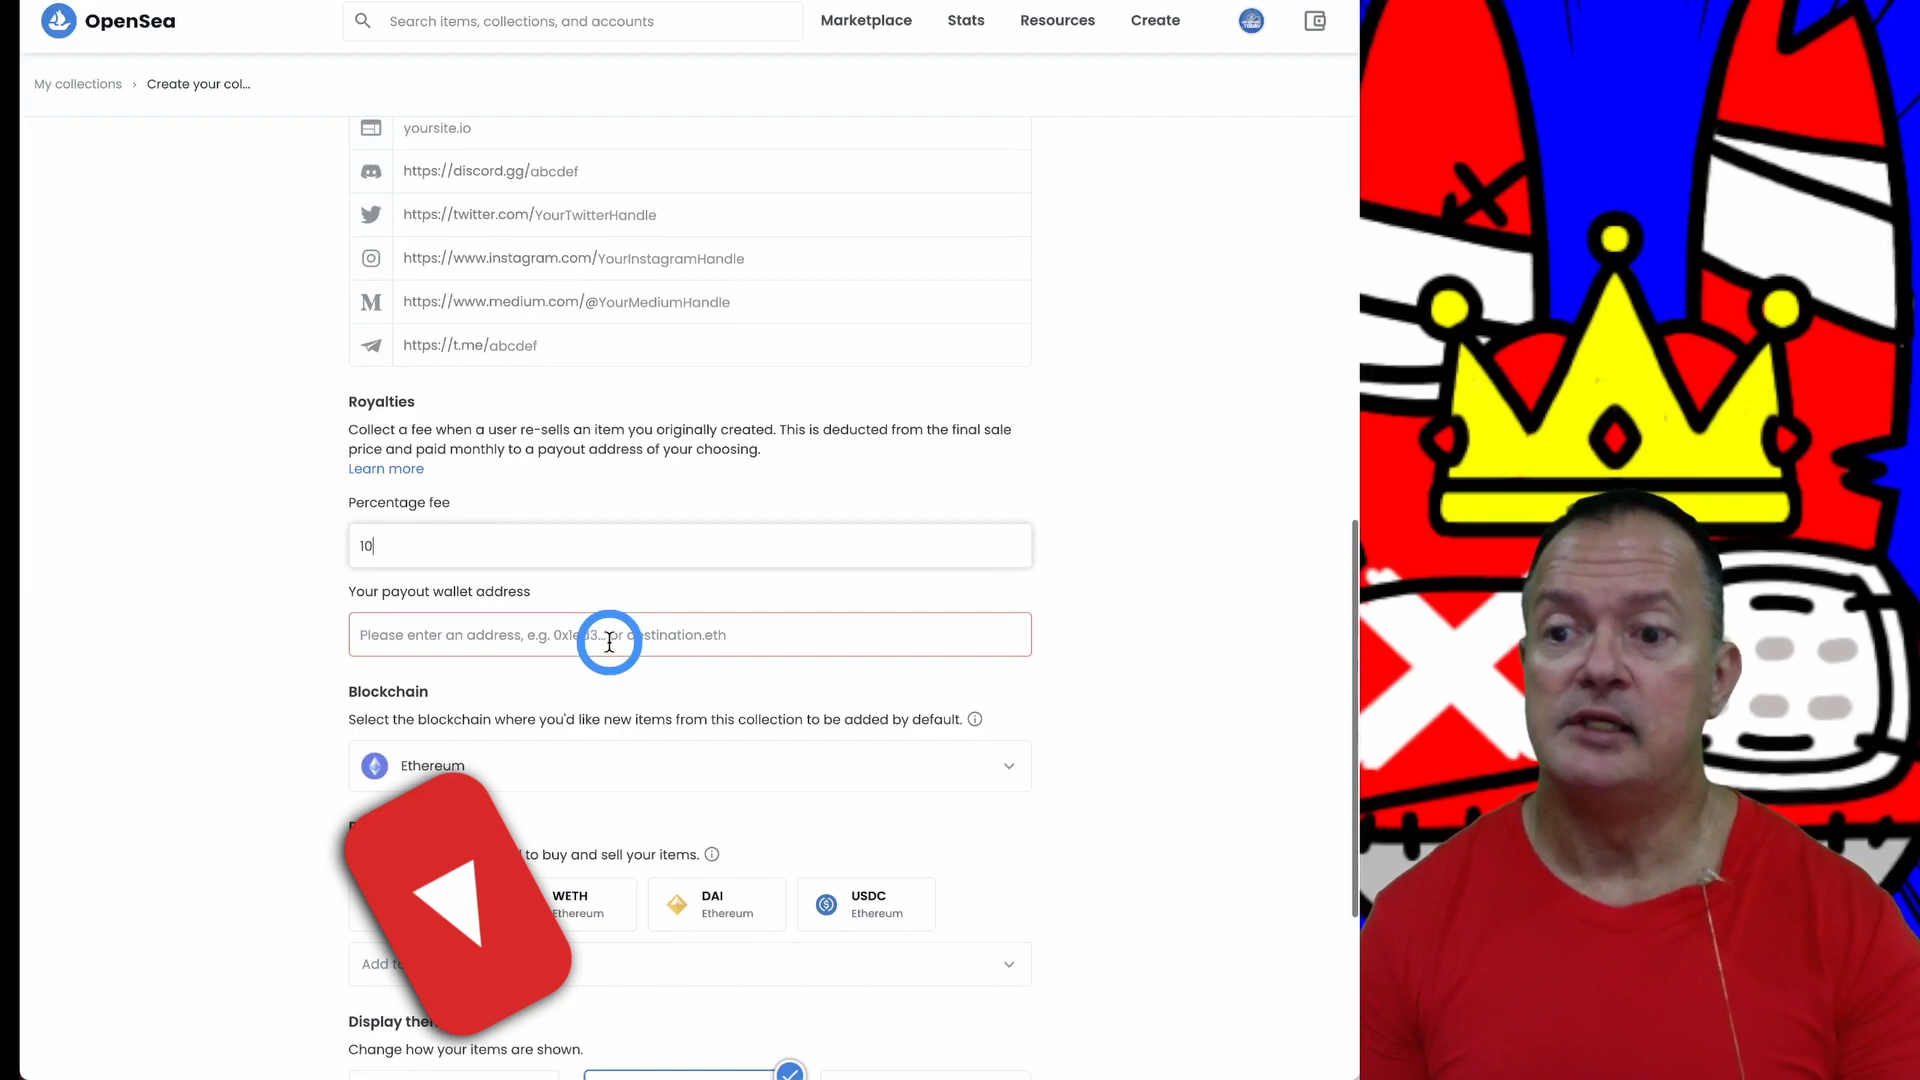 OpenSea
Search items, collections, and accounts
Marketplace
Stats
Resources
Create
My collections > Create your col...
yoursite.io
https://discord.gg/abcdef
https://twitter.com/YourTwitterHandle
https://www.instagram.com/YourInstagramHandle
https://www.medium.com/@YourMediumHandle
https://t.me/abcdef
Royalties
Collect a fee when a user re-sells an item you originally created. This is deducted from the final sale
price and paid monthly to a payout address of your choosing.
Learn more
Percentage fee
10
Your payout wallet address
Please enter an address, e.g. 0x1ed3... or destination.eth
Blockchain
Select the blockchain where you'd like new items from this collection to be added by default.
Ethereum
to buy and sell your items.
WETH
Ethereum
DAI
Ethereum
USDC
Ethereum
Add
Display
Change how your items are shown.